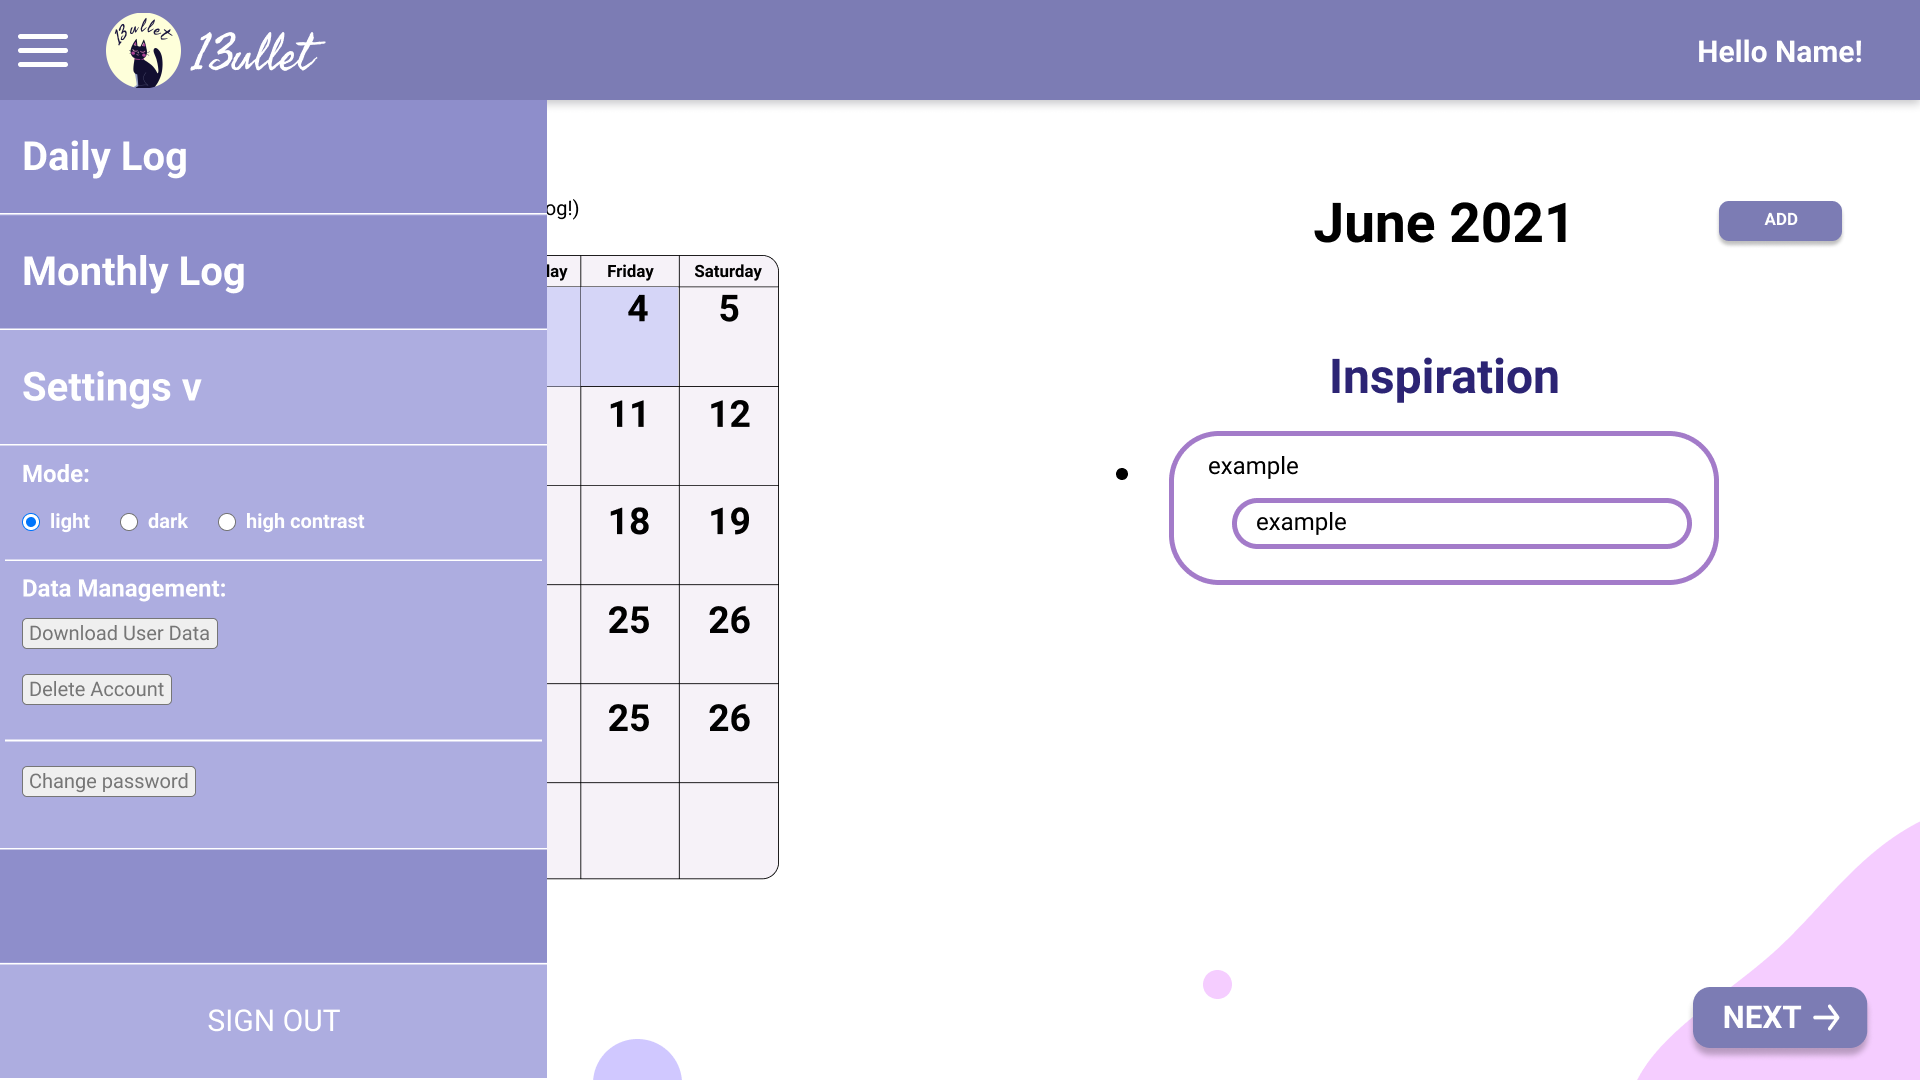 13ullet
13ullet
Hello Name!
Daily Log
Monthly Log
Settings v
Mode:
light dark high contrast
Data Management:
Download User Data
Delete Account
Change password
SIGN OUT
og!)
lay Friday Saturday
4 5
11 12
18 19
25 26
25 26
June 2021
ADD
Inspiration
example
example
NEXT →